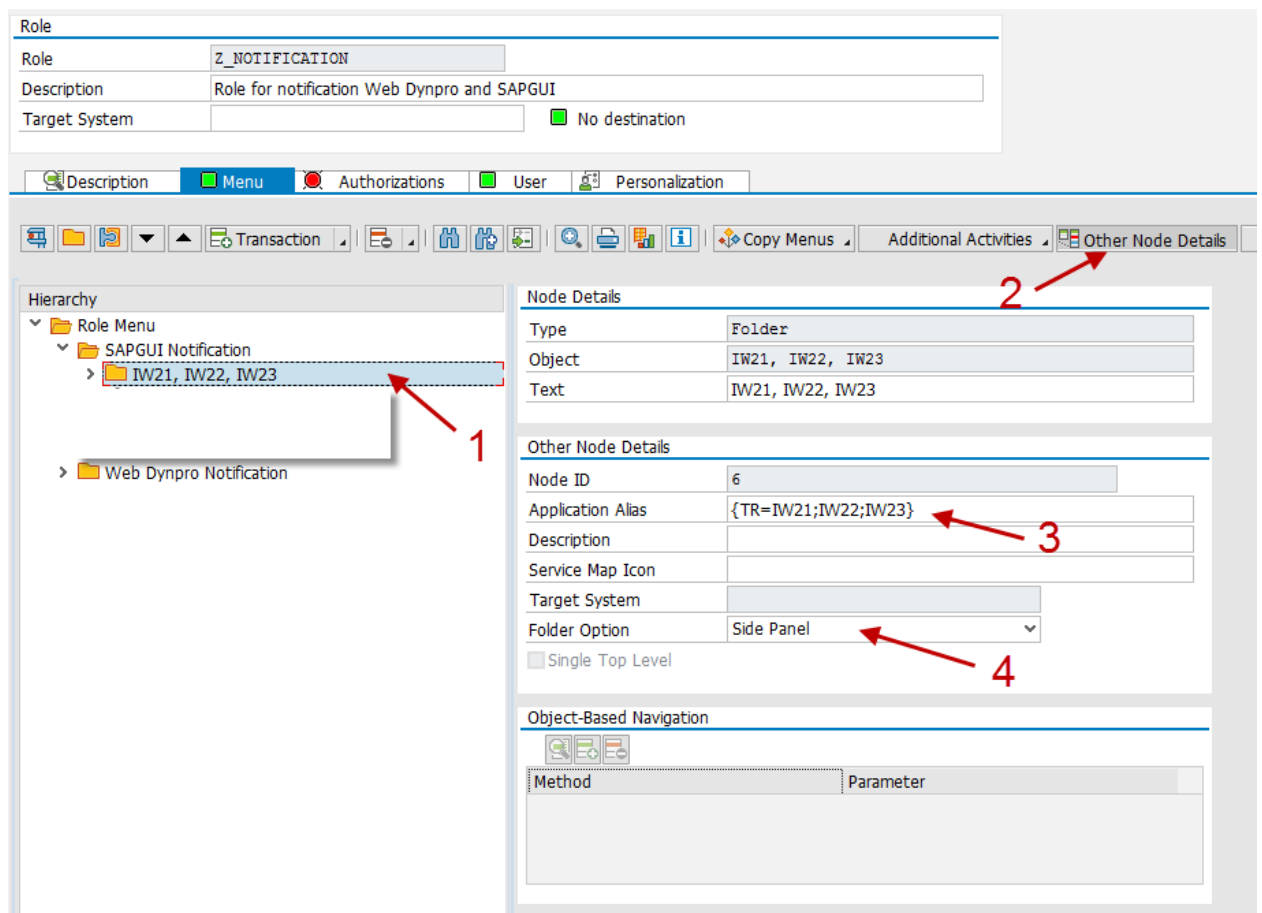 Role
Role Z_NOTIFICATION
Description Role for notification Web Dynpro and SAPGUI
Target System No destination
Description Menu Authorizations User Personalization
Transaction Copy Menus Additional Activities Other Node Details
2
Hierarchy
Role Menu
SAPGUI Notification
IW21, IW22, IW23
1
Web Dynpro Notification
Node Details
Type Folder
Object IW21, IW22, IW23
Text IW21, IW22, IW23
Other Node Details
Node ID 6
Application Alias {TR=IW21;IW22;IW23}
3
Description
Service Map Icon
Target System
Folder Option Side Panel
4
Single Top Level
Object-Based Navigation
Method Parameter